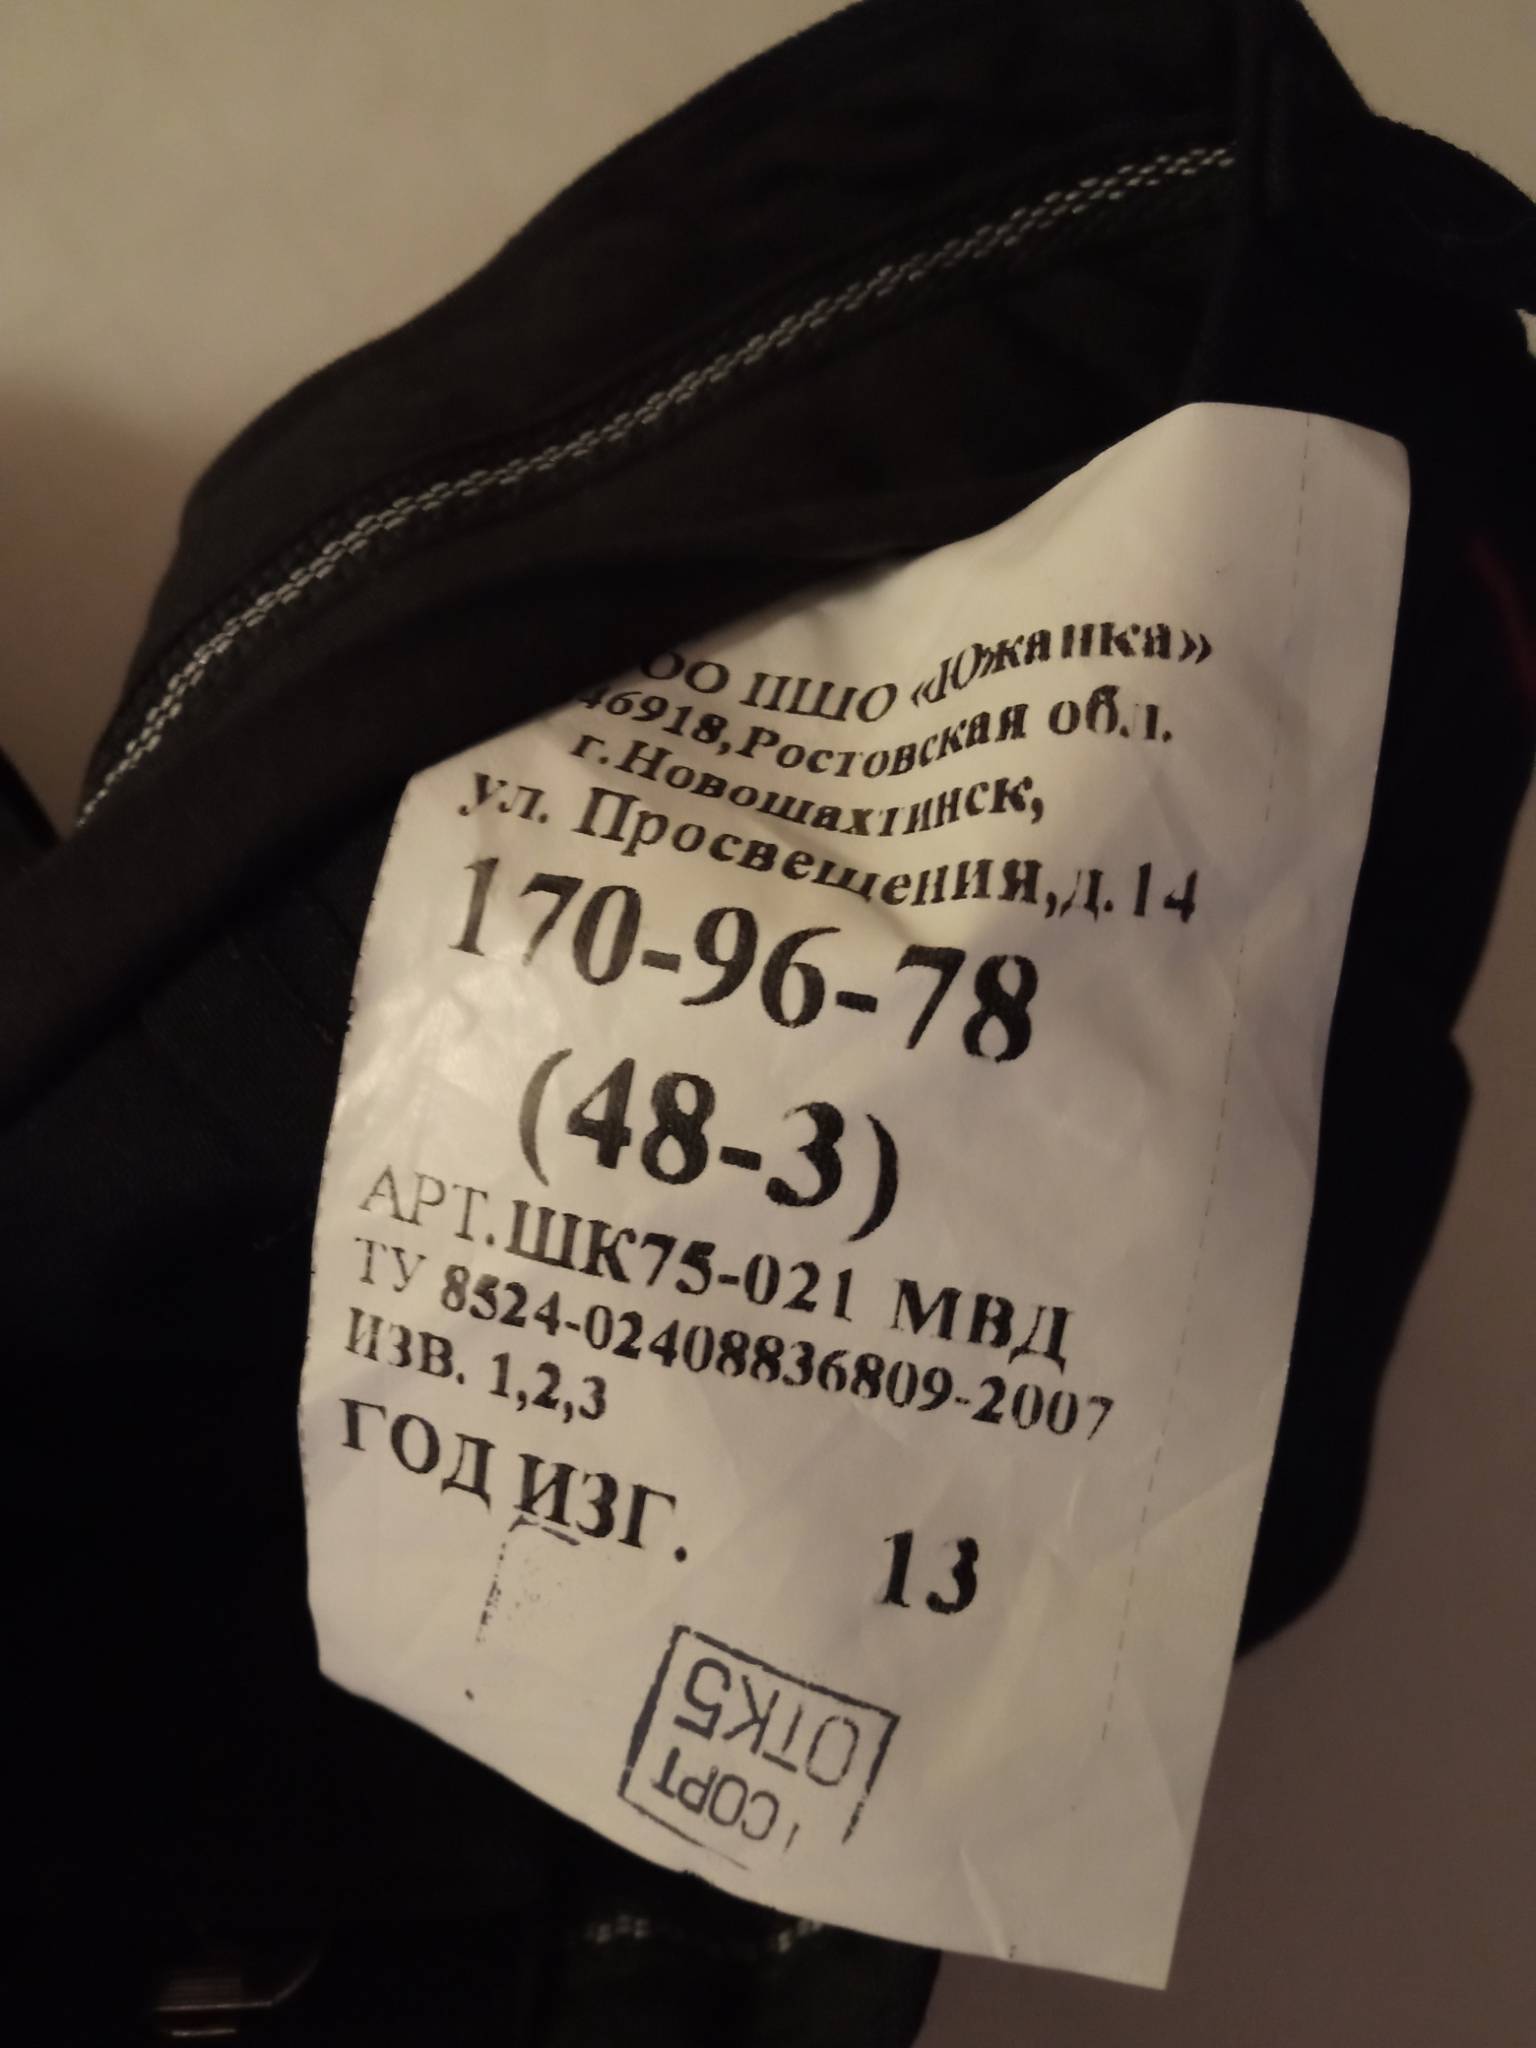 ОО ПШО «Южанка»
46918,Ростовская обл.
г.Новошахтинск,
ул. Просвещения,д.14
170-96-78
(48-3)
АРТ.ШК75-021 МВД
ТУ 8524-02408836809-2007
ИЗВ. 1,2,3
ГОД ИЗГ. 13
1 СОРТ
ОТК5